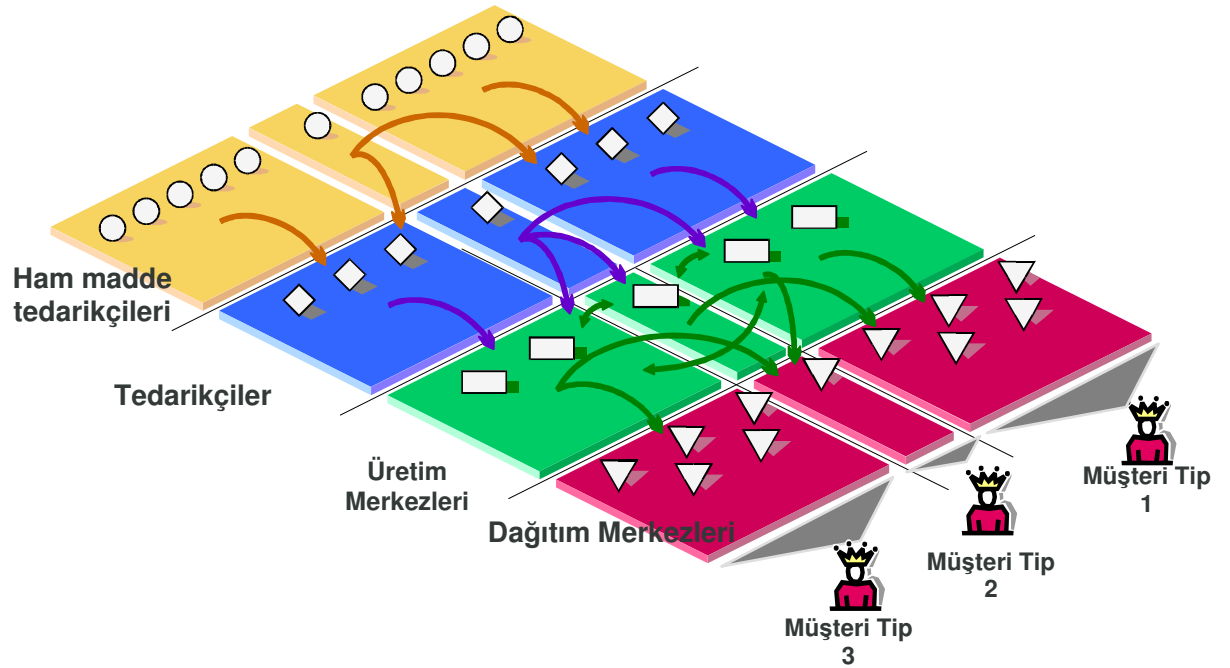 Ham madde
tedarikçileri
Tedarikçiler
Üretim
Merkezleri
Dağıtım Merkezleri
Müşteri Tip
1
Müşteri Tip
2
Müşteri Tip
3